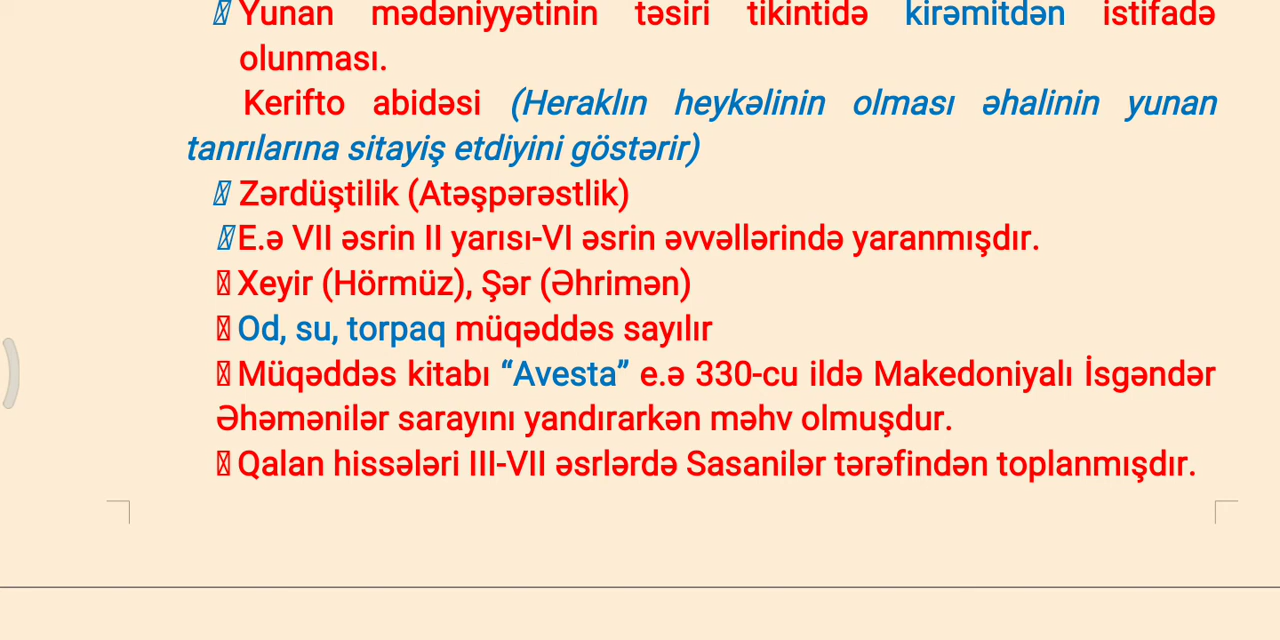 Yunan mədəniyyətinin təsiri tikintidə kirəmitdən istifadə
olunması.
Kerifto abidəsi (Heraklın heykəlinin olması əhalinin yunan
tanrılarına sitayiş etdiyini göstərir)
Zərdüştilik (Atəşpərəstlik)
E.ə VII əsrin II yarısı-VI əsrin əvvəllərində yaranmışdır.
Xeyir (Hörmüz), Şər (Əhrimən)
Od, su, torpaq müqəddəs sayılır
Müqəddəs kitabı “Avesta” e.ə 330-cu ildə Makedoniyalı İsgəndər
Əhəmənilər sarayını yandırarkən məhv olmuşdur.
Qalan hissələri III-VII əsrlərdə Sasanilər tərəfindən toplanmışdır.